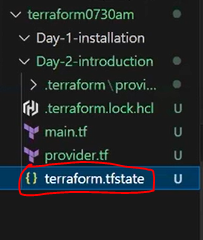 terraform0730am
Day-1-installation
Day-2-introduction
.terraform\provi...
.terraform.lock.hcl U
main.tf U
provider.tf U
{} terraform.tfstate U